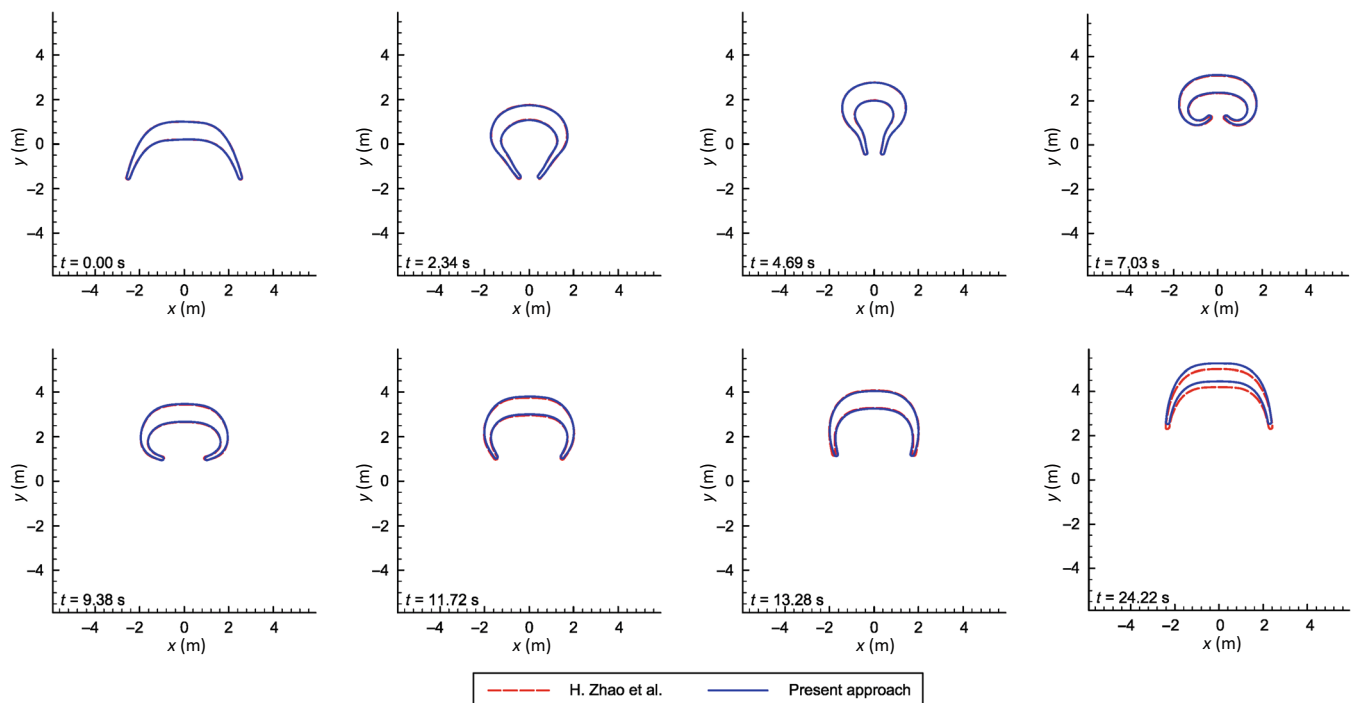 4
2
0
–2
–4
y (m)
t = 0.00 s
–4 –2 0 2 4
x (m)
4
2
0
–2
–4
y (m)
t = 2.34 s
–4 –2 0 2 4
x (m)
4
2
0
–2
–4
y (m)
t = 4.69 s
–4 –2 0 2 4
x (m)
4
2
0
–2
–4
y (m)
t = 7.03 s
–4 –2 0 2 4
x (m)
4
2
0
–2
–4
y (m)
t = 9.38 s
–4 –2 0 2 4
x (m)
4
2
0
–2
–4
y (m)
t = 11.72 s
–4 –2 0 2 4
x (m)
4
2
0
–2
–4
y (m)
t = 13.28 s
–4 –2 0 2 4
x (m)
4
2
0
–2
–4
y (m)
t = 24.22 s
–4 –2 0 2 4
x (m)
H. Zhao et al. Present approach